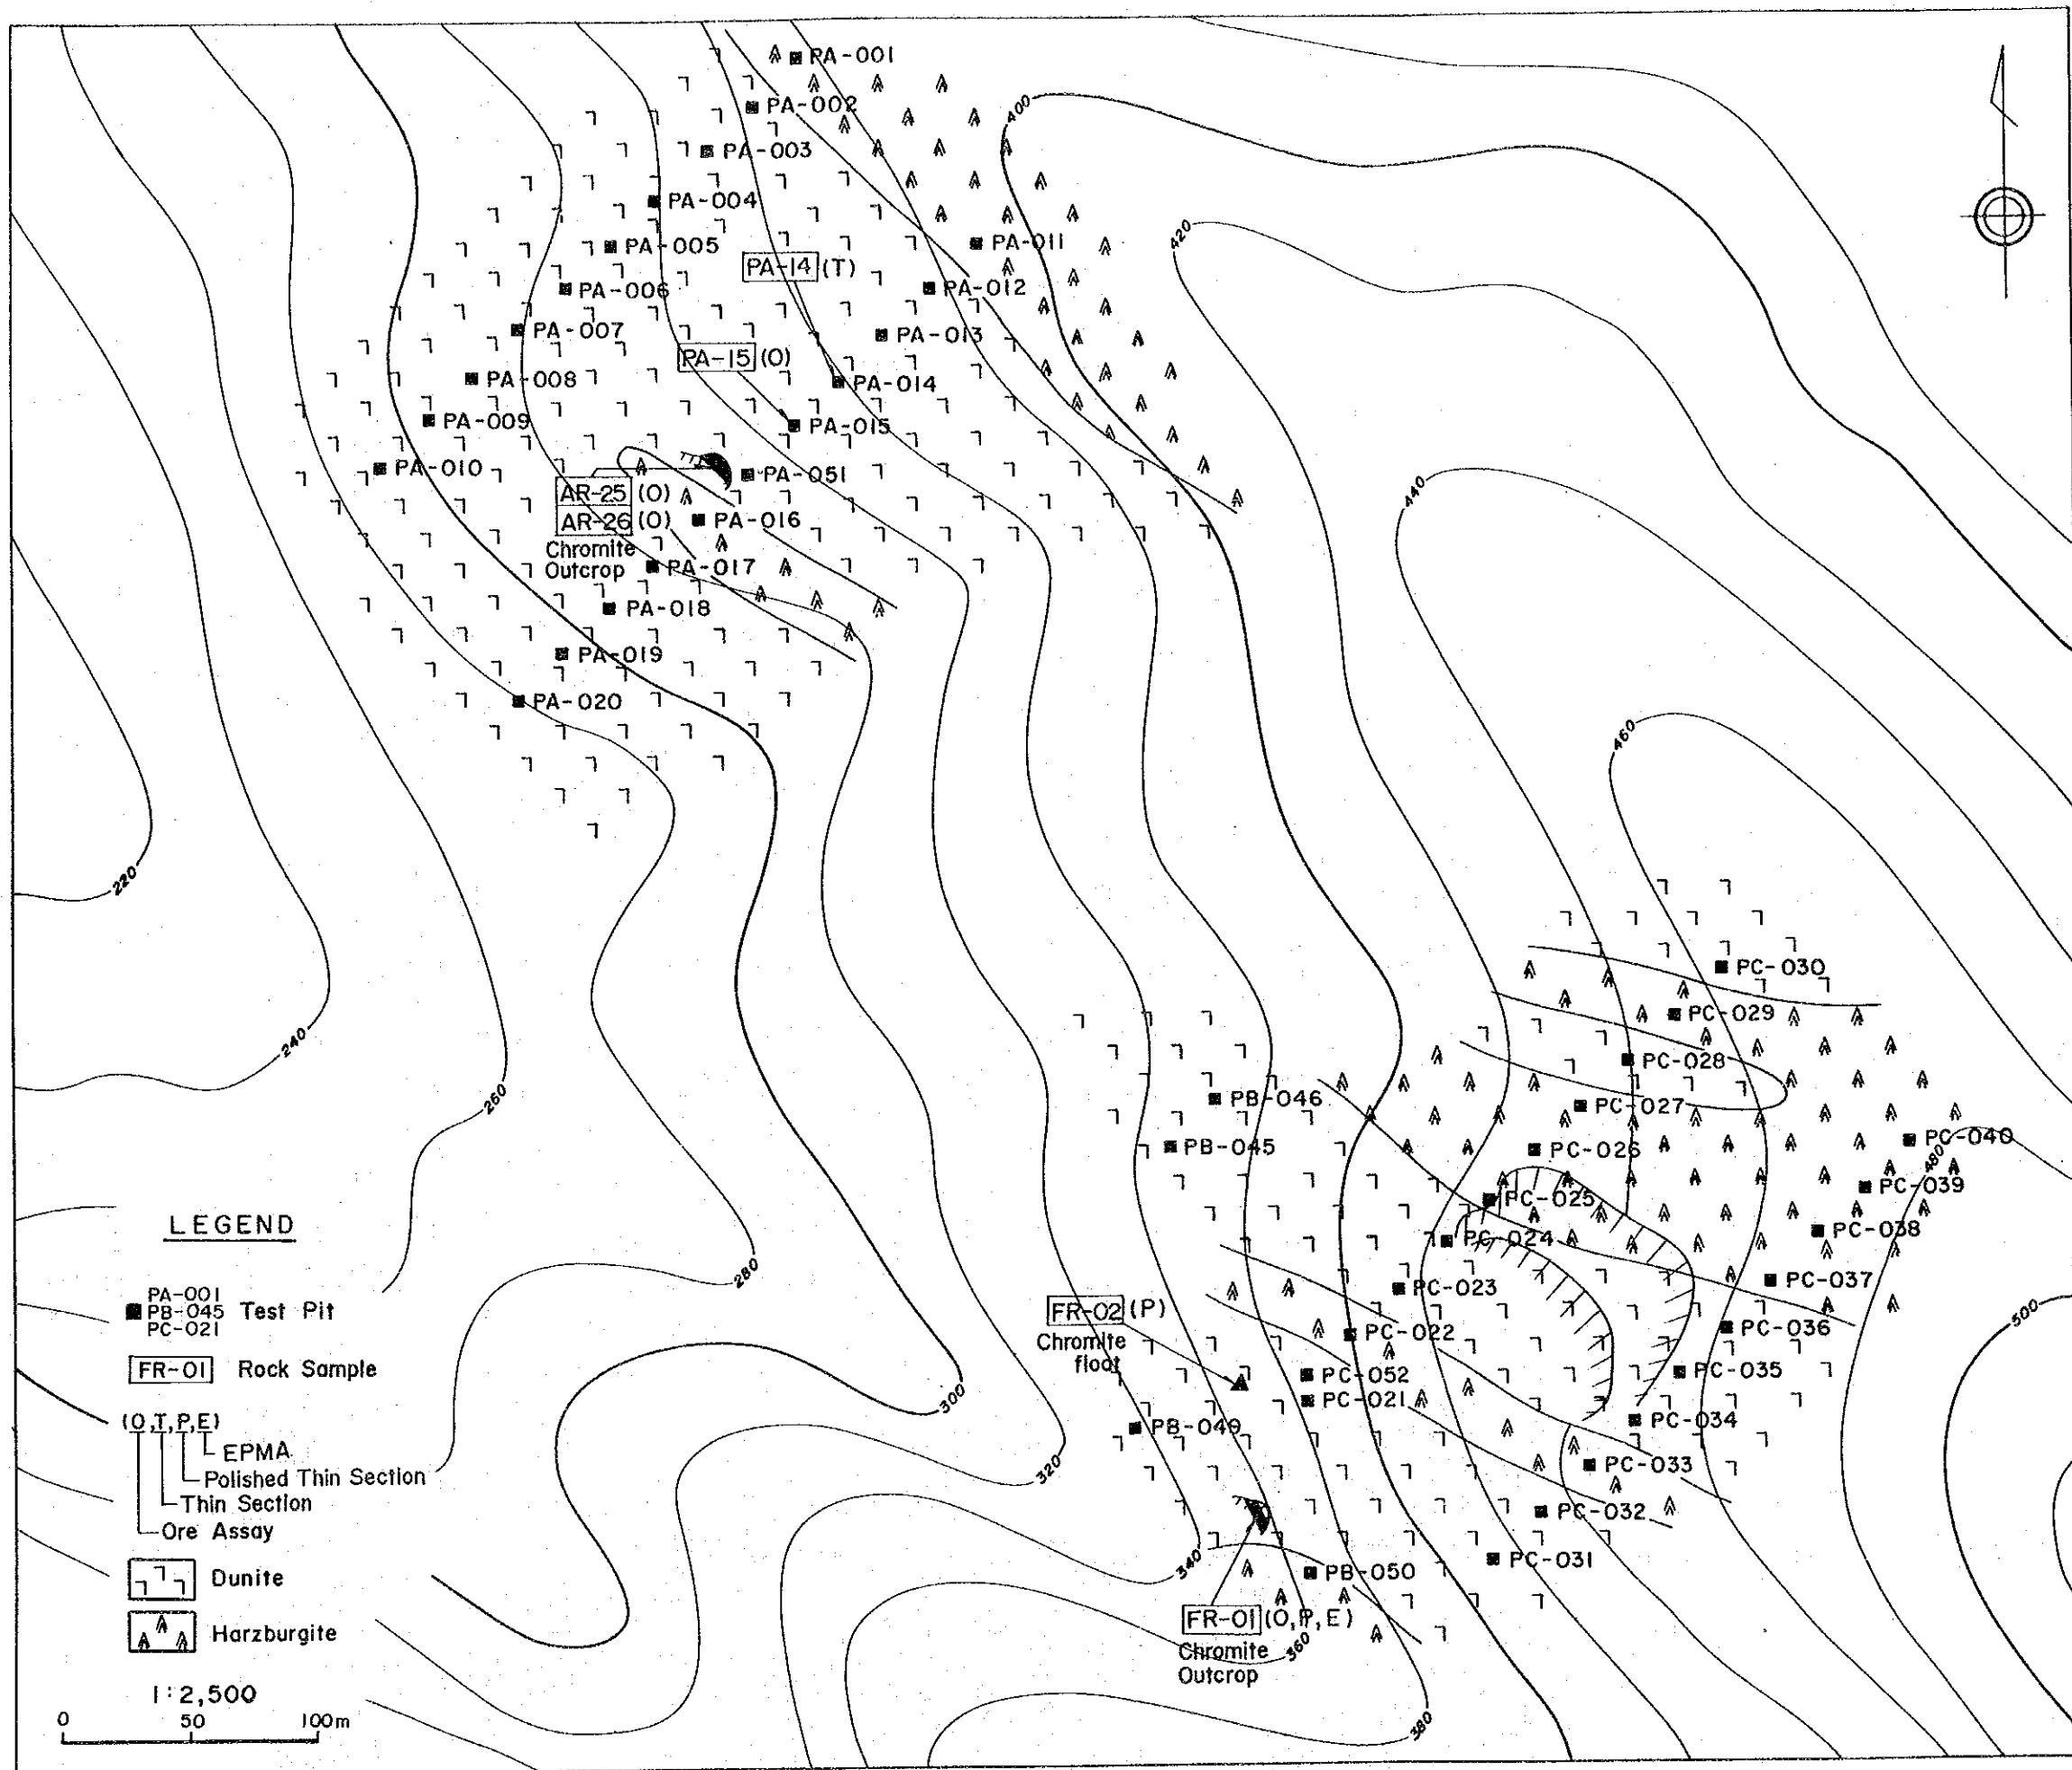 PA-001
PA-002
400
PA-003
PA-004
420
PA-005
PA-011
PA-14 (T)
PA-006
PA-012
PA-007
PA-013
PA-15 (O)
PA-008
PA-014
PA-009
PA-015
PA-010
PA-051
440
AR-25 (O)
AR-26 (O)
PA-016
Chromite
Outcrop
PA-017
PA-018
PA-019
PA-020
460
220
PC-030
PC-029
240
PC-028
260
PB-046
PC-027
PC-040
PB-045
PC-026
480
PC-039
PC-025
PC-038
PC-024
280
PC-037
PC-023
500
FR-02 (P)
Chromite
float
PC-022
PC-036
PC-052
PC-035
PC-021
300
PC-034
PB-049
PC-033
320
PC-032
340
PC-031
PB-050
FR-01 (O,P,E)
Chromite
Outcrop
360
380
LEGEND
PA-001
PB-045
PC-021
Test Pit
FR-01 Rock Sample
(O,T,P,E)
EPMA
Polished Thin Section
Thin Section
Ore Assay
Dunite
Harzburgite
1:2,500
0 50 100m